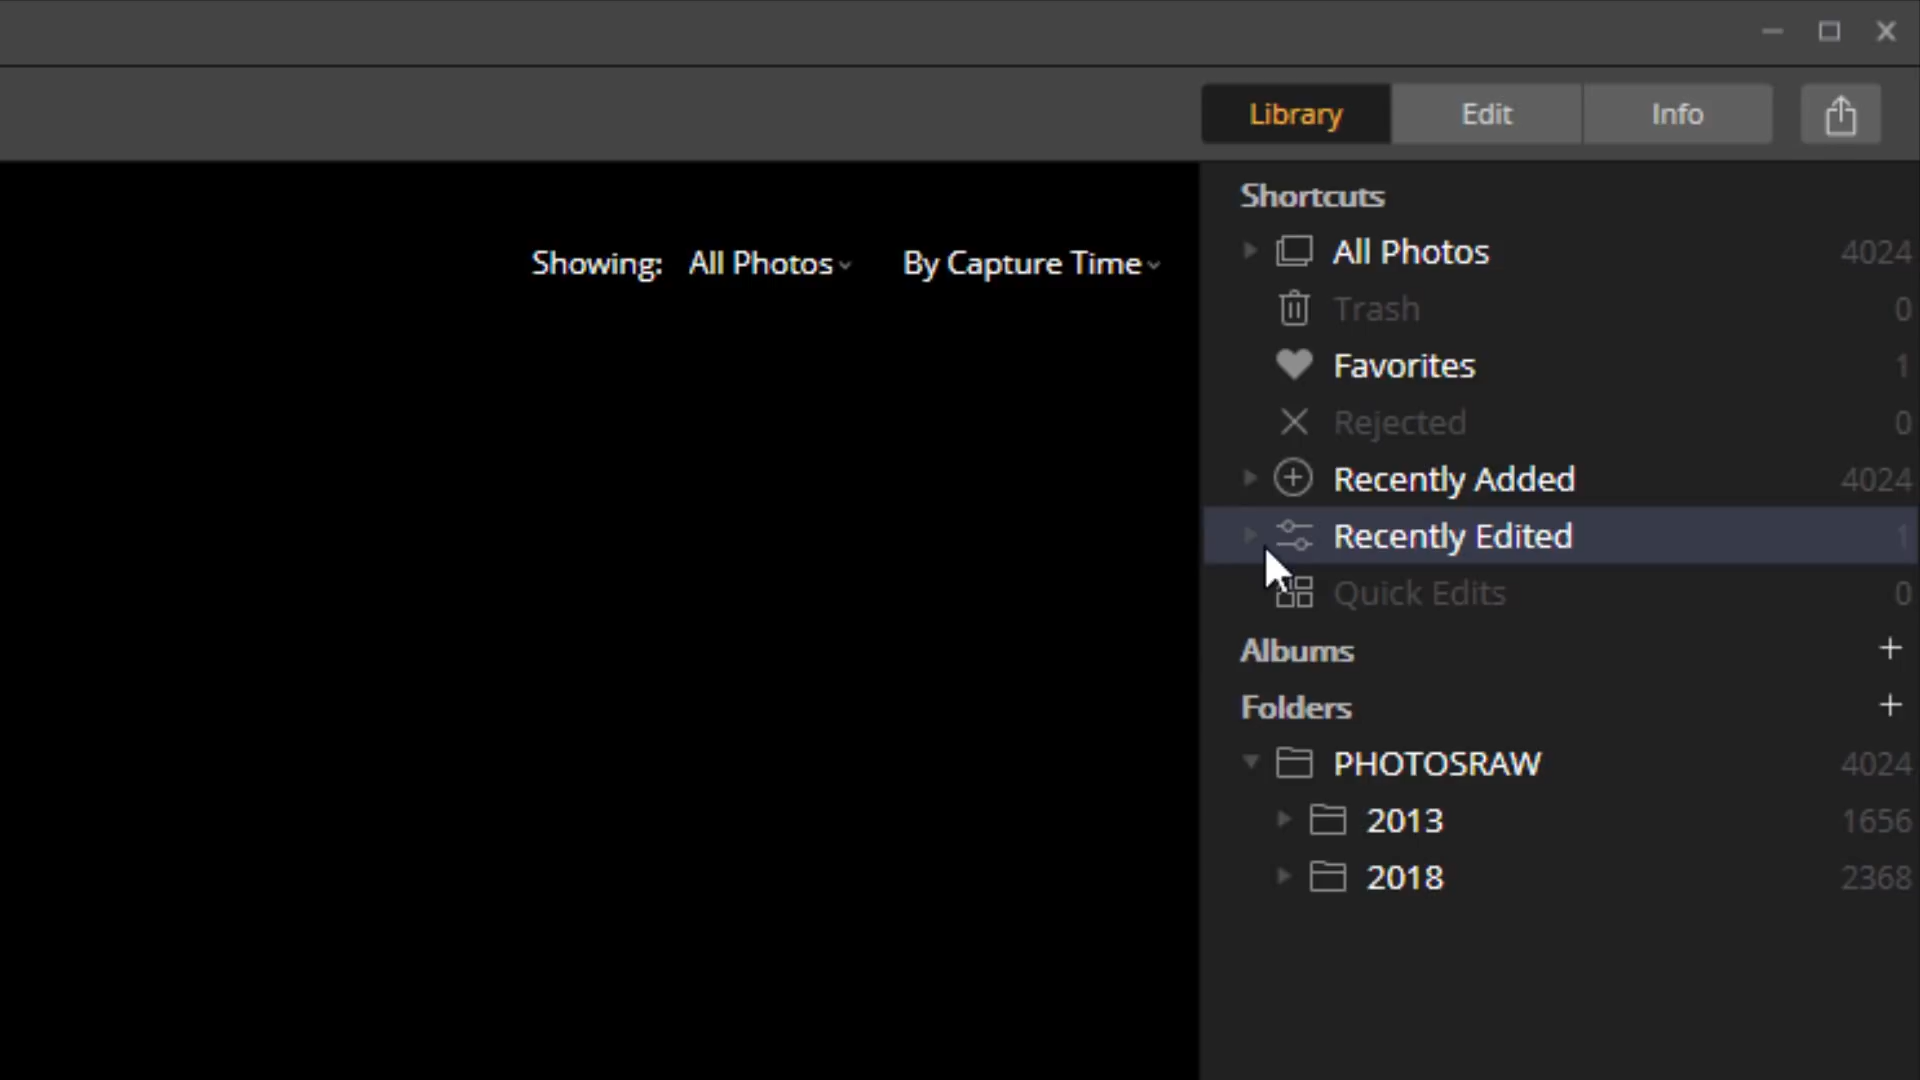 Library Edit Info
Shortcuts
Showing: All Photos By Capture Time
All Photos 4024
Trash 0
Favorites 1
Rejected 0
Recently Added 4024
Recently Edited 1
Quick Edits 0
Albums +
Folders +
PHOTOSRAW 4024
2013 1656
2018 2368